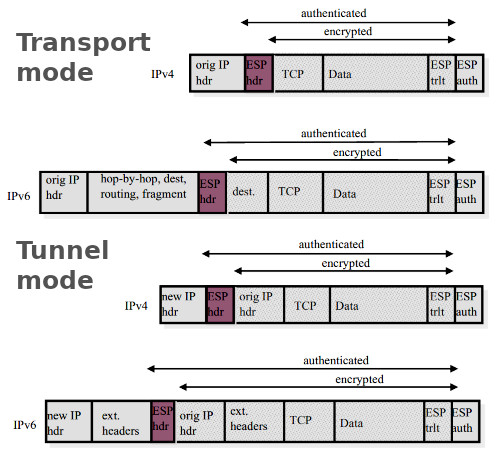 Transport
mode
authenticated
encrypted
IPv4
orig IP
hdr
ESP
hdr
TCP
Data
ESP
trlt
ESP
auth
authenticated
encrypted
IPv6
orig IP
hdr
hop-by-hop, dest,
routing, fragment
ESP
hdr
dest.
TCP
Data
ESP
trlt
ESP
auth
Tunnel
mode
authenticated
encrypted
IPv4
new IP
hdr
ESP
hdr
orig IP
hdr
TCP
Data
ESP
trlt
ESP
auth
authenticated
encrypted
IPv6
new IP
hdr
ext.
headers
ESP
hdr
orig IP
hdr
ext.
headers
TCP
Data
ESP
trlt
ESP
auth